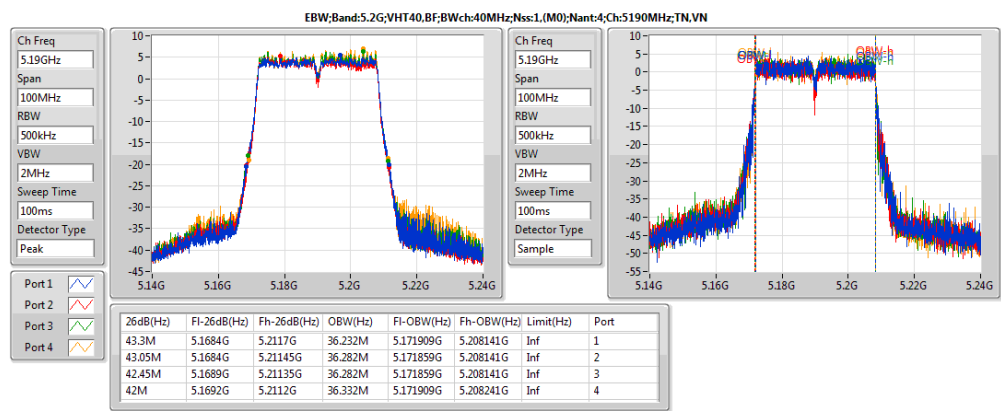 EBW;Band:5.2G;VHT40,BF;BWch:40MHz;Nss:1,(M0);Nant:4;Ch:5190MHz;TN,VN
Ch Freq
5.19GHz
Span
100MHz
RBW
500kHz
VBW
2MHz
Sweep Time
100ms
Detector Type
Peak
10
5
0
-5
-10
-15
-20
-25
-30
-35
-40
-45
5.14G 5.16G 5.18G 5.2G 5.22G 5.24G
Ch Freq
5.19GHz
Span
100MHz
RBW
500kHz
VBW
2MHz
Sweep Time
100ms
Detector Type
Sample
10
5
0
-5
-10
-15
-20
-25
-30
-35
-40
-45
-50
-55
OBW-h
5.14G 5.16G 5.18G 5.2G 5.22G 5.24G
Port 1
Port 2
Port 3
Port 4
26dB(Hz) Fl-26dB(Hz) Fh-26dB(Hz) OBW(Hz) Fl-OBW(Hz) Fh-OBW(Hz) Limit(Hz) Port
43.3M 5.1684G 5.2117G 36.232M 5.171909G 5.208141G Inf 1
43.05M 5.1684G 5.21145G 36.282M 5.171859G 5.208141G Inf 2
42.45M 5.1689G 5.21135G 36.282M 5.171859G 5.208141G Inf 3
42M 5.1692G 5.2112G 36.332M 5.171909G 5.208241G Inf 4